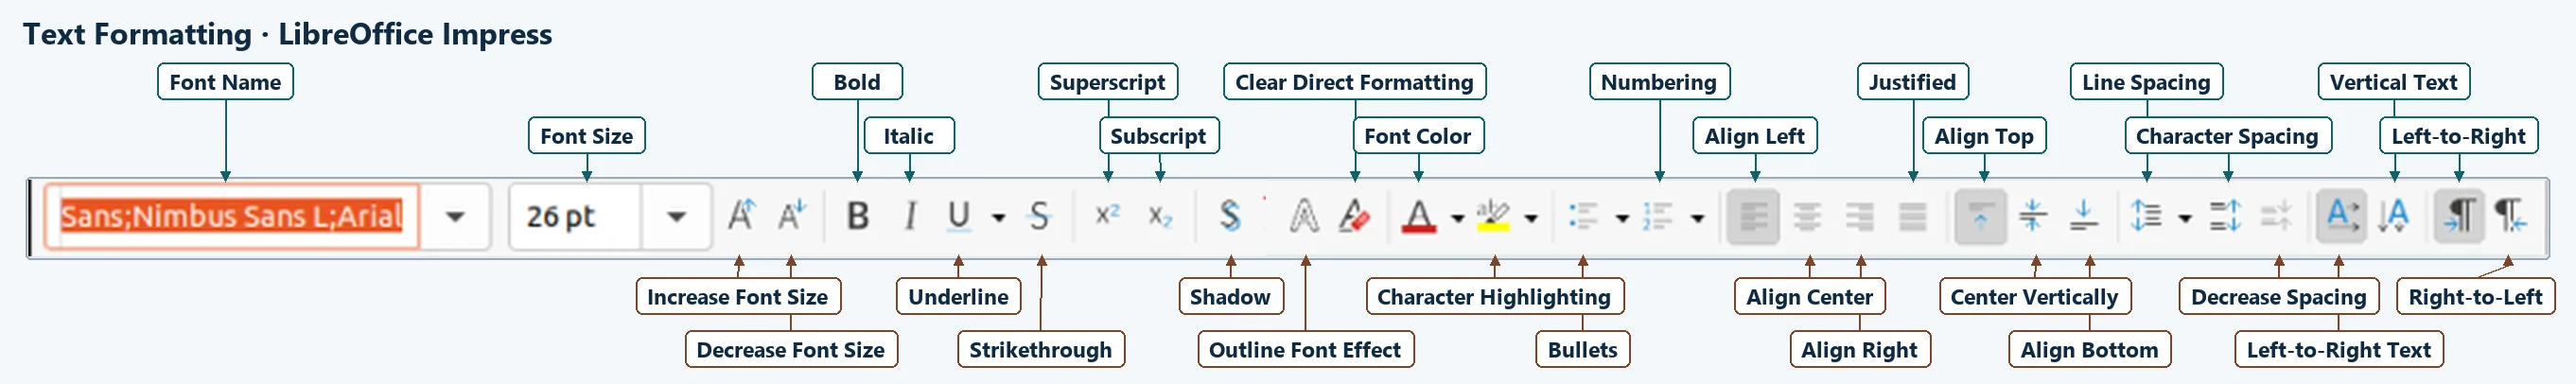 Text Formatting · LibreOffice Impress
Font Name
Bold
Superscript
Clear Direct Formatting
Numbering
Justified
Line Spacing
Vertical Text
Font Size
Italic
Subscript
Font Color
Align Left
Align Top
Character Spacing
Left-to-Right
Sans;Nimbus Sans L;Arial
26 pt
Increase Font Size
Underline
Shadow
Character Highlighting
Align Center
Center Vertically
Decrease Spacing
Right-to-Left
Decrease Font Size
Strikethrough
Outline Font Effect
Bullets
Align Right
Align Bottom
Left-to-Right Text